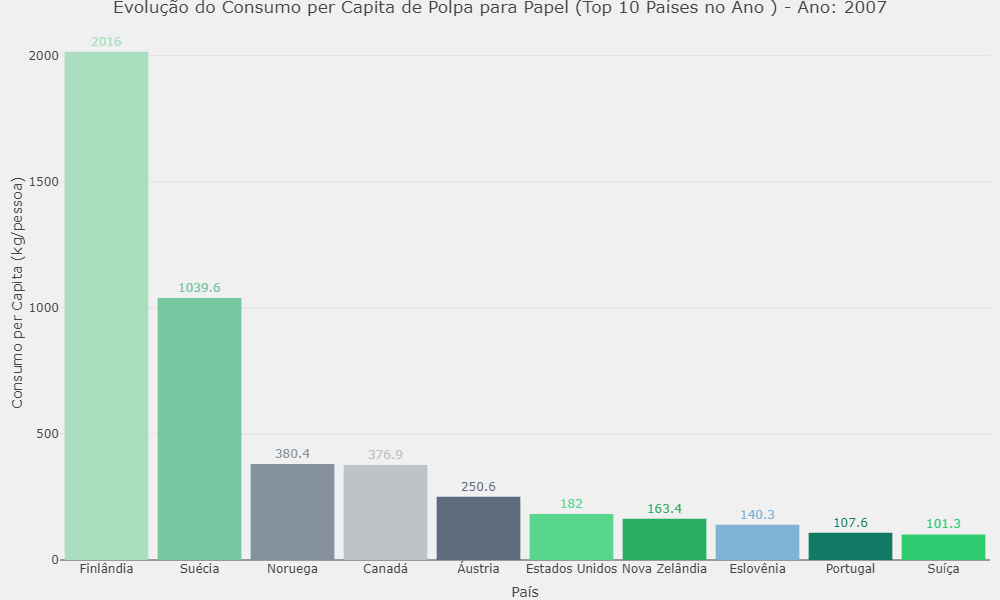 Evolução do Consumo per Capita de Polpa para Papel (Top 10 Países no Ano ) - Ano: 2007
Consumo per Capita (kg/pessoa)
2000
1500
1000
500
0
2016
1039.6
380.4
376.9
250.6
182
163.4
140.3
107.6
101.3
Finlândia
Suécia
Noruega
Canadá
Áustria
Estados Unidos
Nova Zelândia
Eslovênia
Portugal
Suíça
País